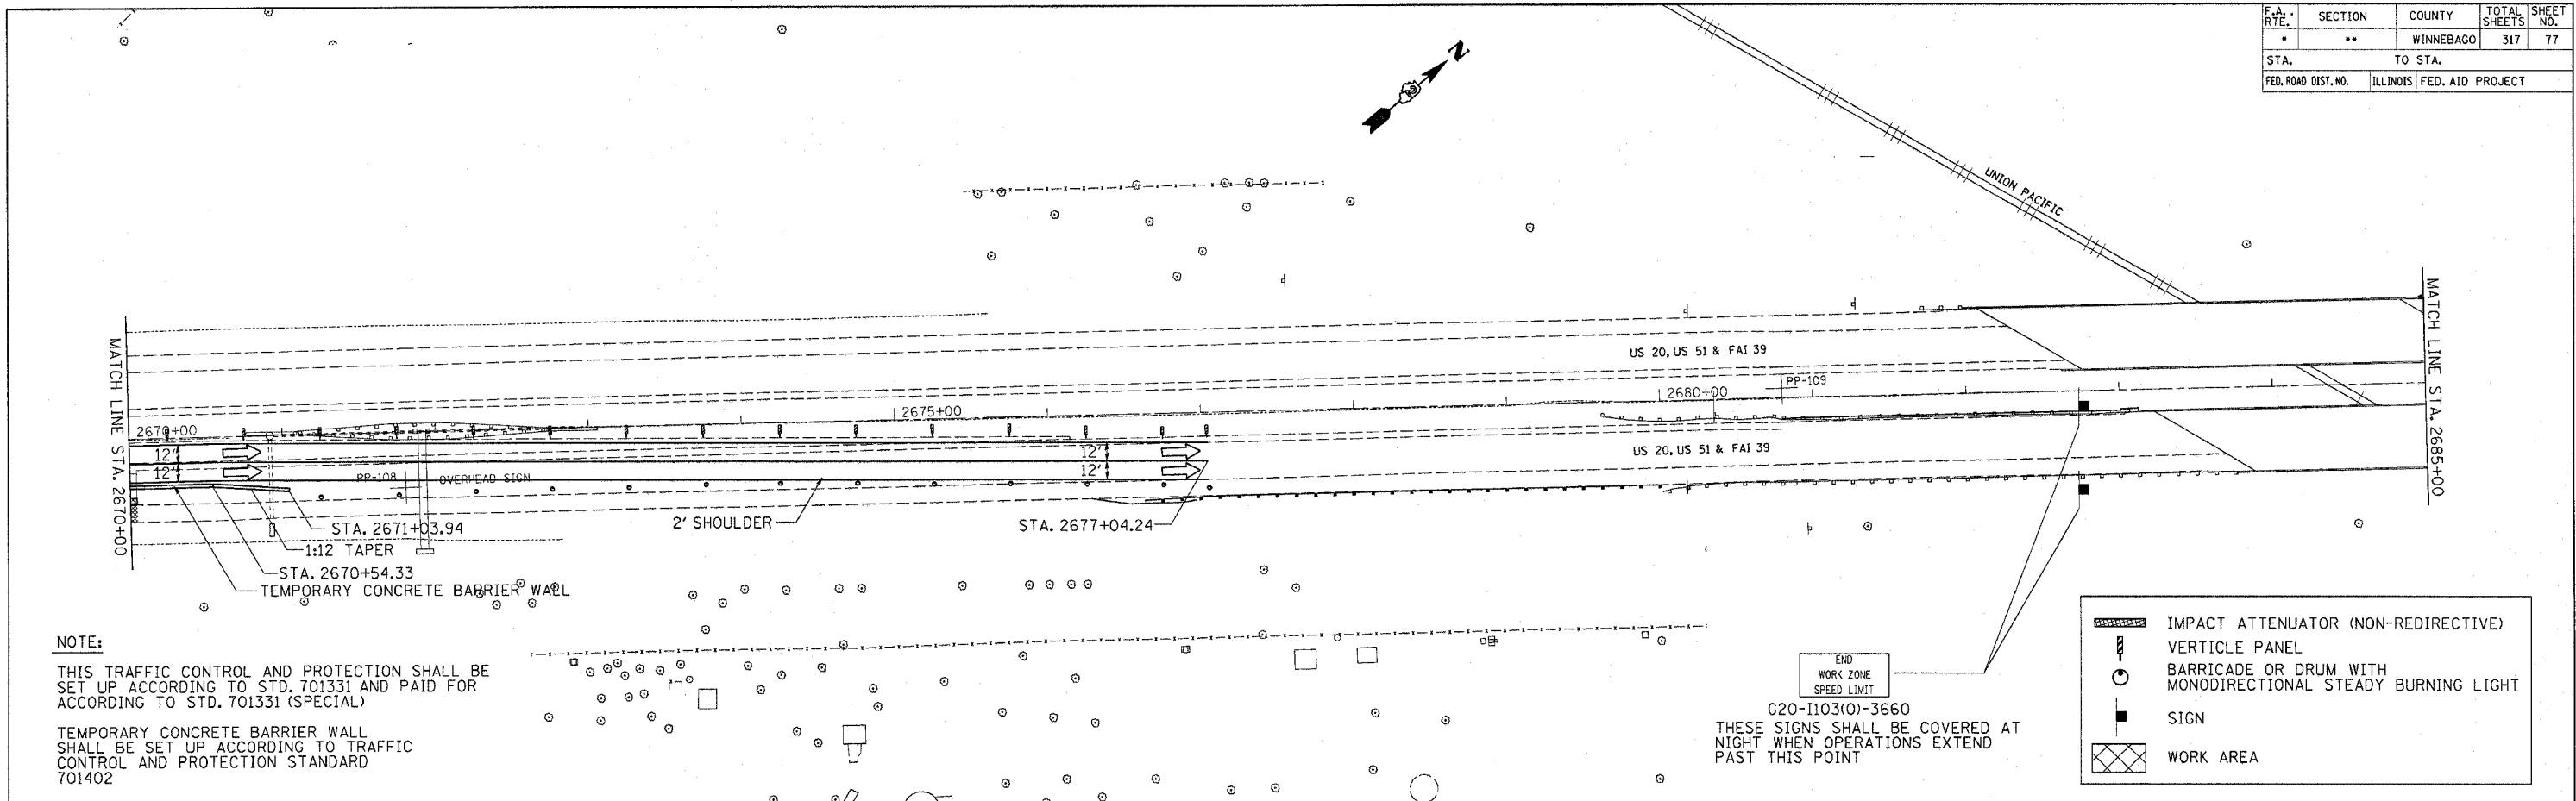 F.A. RTE. SECTION COUNTY TOTAL SHEETS SHEET NO.
* ** WINNEBAGO 317 77
STA. TO STA.
FED. ROAD DIST. NO. ILLINOIS FED. AID PROJECT
N
UNION PACIFIC
MATCH LINE STA. 2670+00
MATCH LINE STA. 2685+00
US 20, US 51 & FAI 39
PP-109
2680+00
2675+00
2670+00
US 20, US 51 & FAI 39
12'
12'
12'
12'
PP-108
OVERHEAD SIGN
STA. 2671+03.94
1:12 TAPER
STA. 2670+54.33
TEMPORARY CONCRETE BARRIER WALL
2' SHOULDER
STA. 2677+04.24
NOTE:
THIS TRAFFIC CONTROL AND PROTECTION SHALL BE
SET UP ACCORDING TO STD. 701331 AND PAID FOR
ACCORDING TO STD. 701331 (SPECIAL)
TEMPORARY CONCRETE BARRIER WALL
SHALL BE SET UP ACCORDING TO TRAFFIC
CONTROL AND PROTECTION STANDARD
701402
END
WORK ZONE
SPEED LIMIT
G20-I103(0)-3660
THESE SIGNS SHALL BE COVERED AT
NIGHT WHEN OPERATIONS EXTEND
PAST THIS POINT
IMPACT ATTENUATOR (NON-REDIRECTIVE)
VERTICLE PANEL
BARRICADE OR DRUM WITH
MONODIRECTIONAL STEADY BURNING LIGHT
SIGN
WORK AREA